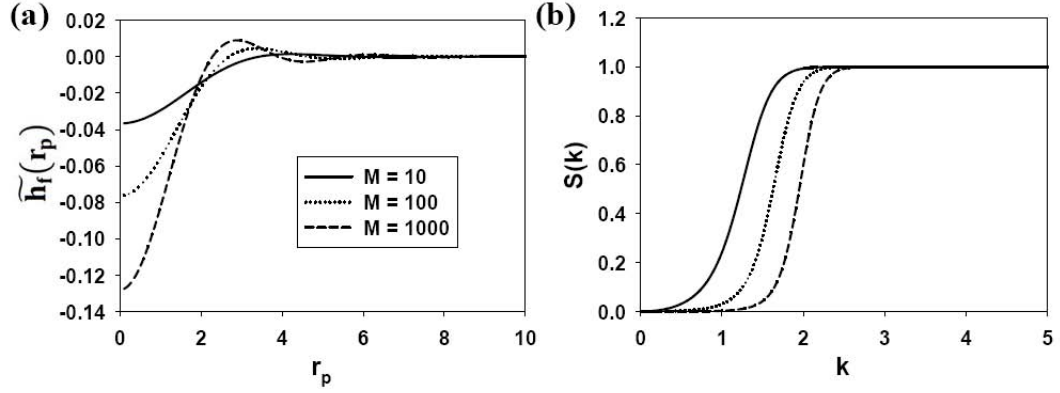 (a)
0.02
0.00
-0.02
-0.04
-0.06
-0.08
-0.10
-0.12
-0.14
h̃f(rp)
M = 10
M = 100
M = 1000
0 2 4 6 8 10
rp
(b)
1.2
1.0
0.8
0.6
0.4
0.2
0.0
S(k)
0 1 2 3 4 5
k